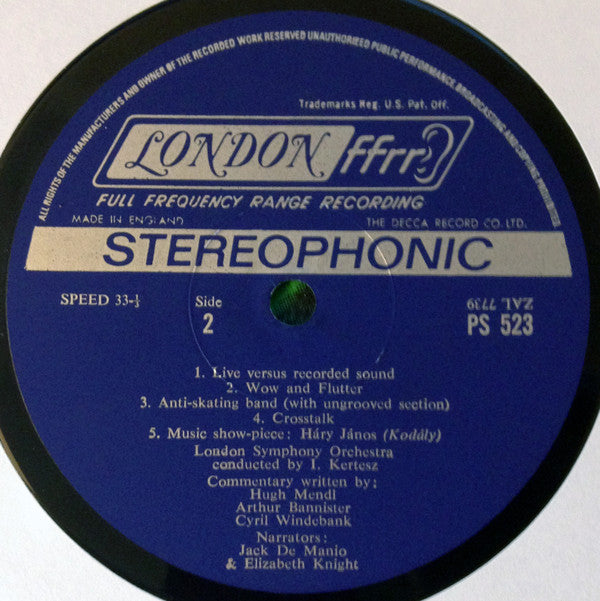 ALL RIGHTS OF THE MANUFACTURERS AND OWNER OF THE RECORDED WORK RESERVED UNAUTHORISED PUBLIC PERFORMANCE BROADCASTING AND COPYING PROHIBITED
Trademarks Reg. U.S. Pat. Off.
LONDON ffrr
FULL FREQUENCY RANGE RECORDING
MADE IN ENGLAND THE DECCA RECORD CO. LTD.
STEREOPHONIC
SPEED 33-⅓ Side ZAL 7739
2 PS 523
1. Live versus recorded sound
2. Wow and Flutter
3. Anti-skating band (with ungrooved section)
4. Crosstalk
5. Music show-piece: Háry János (Kodály)
London Symphony Orchestra
conducted by I. Kertesz
Commentary written by:
Hugh Mendl
Arthur Bannister
Cyril Windebank
Narrators:
Jack De Manio
& Elizabeth Knight